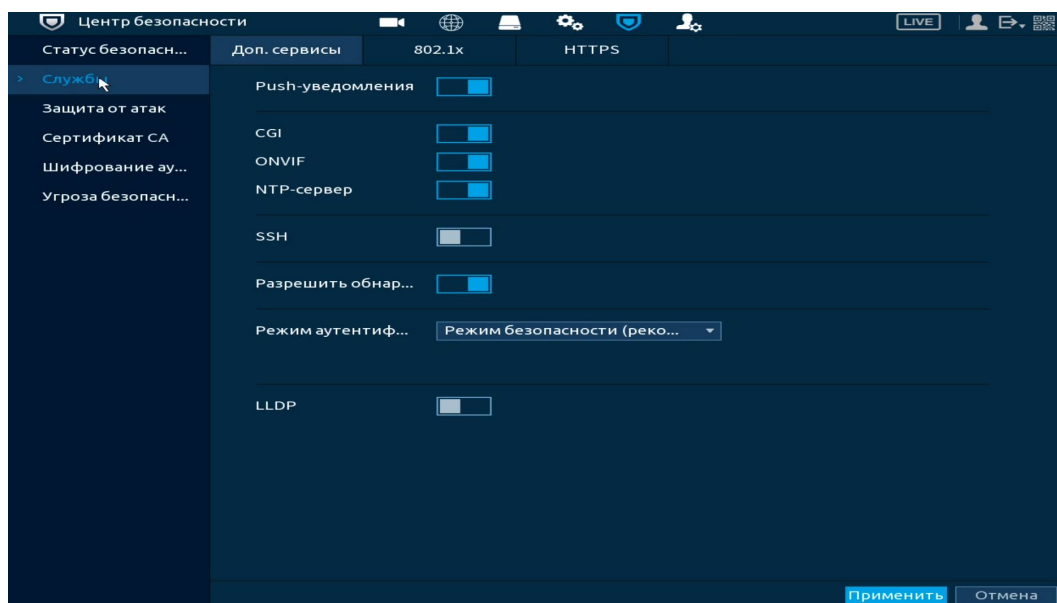 Центр безопасности LIVE
Статус безопасн...
Службы
Защита от атак
Сертификат CA
Шифрование ау...
Угроза безопасн...
Доп. сервисы 802.1x HTTPS
Push-уведомления
CGI
ONVIF
NTP-сервер
SSH
Разрешить обнар...
Режим аутентиф... Режим безопасности (реко...
LLDP
Применить Отмена